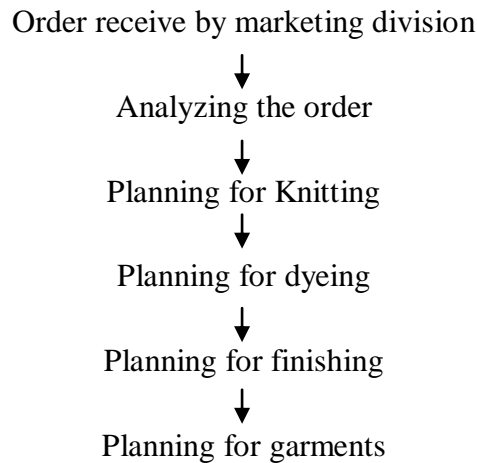 Order receive by marketing division
Analyzing the order
Planning for Knitting
Planning for dyeing
Planning for finishing
Planning for garments